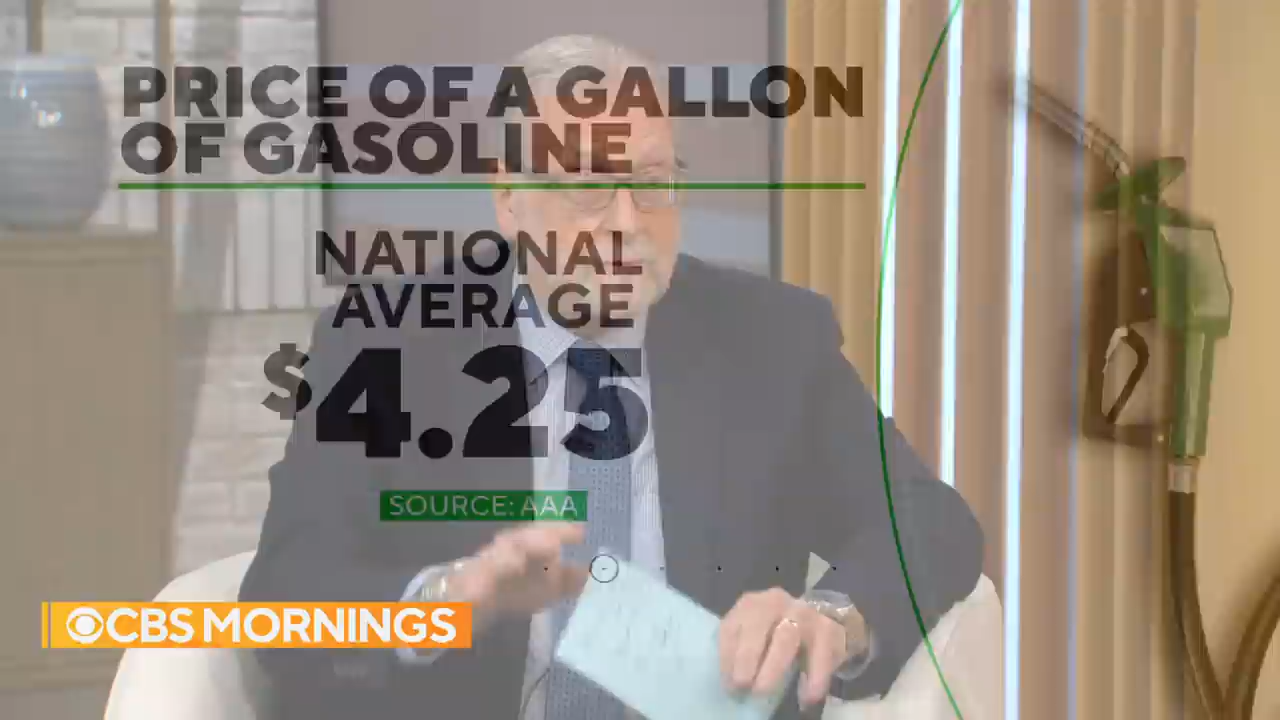 PRICE OF A GALLON
OF GASOLINE
NATIONAL
AVERAGE
$4.25
SOURCE: AAA
CBS MORNINGS